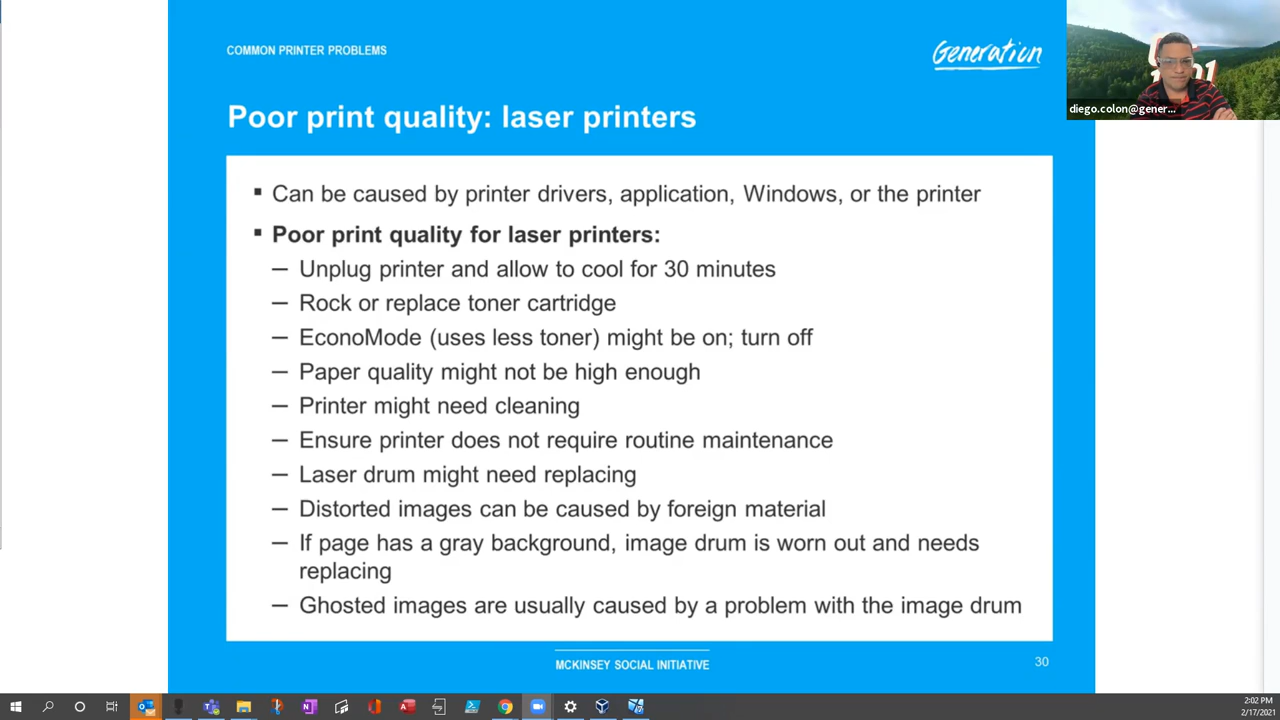 COMMON PRINTER PROBLEMS
Generation
diego.colon@gener...
Poor print quality: laser printers
▪ Can be caused by printer drivers, application, Windows, or the printer
▪ Poor print quality for laser printers:
– Unplug printer and allow to cool for 30 minutes
– Rock or replace toner cartridge
– EconoMode (uses less toner) might be on; turn off
– Paper quality might not be high enough
– Printer might need cleaning
– Ensure printer does not require routine maintenance
– Laser drum might need replacing
– Distorted images can be caused by foreign material
– If page has a gray background, image drum is worn out and needs
replacing
– Ghosted images are usually caused by a problem with the image drum
MCKINSEY SOCIAL INITIATIVE
30
2:02 PM
2/17/2021